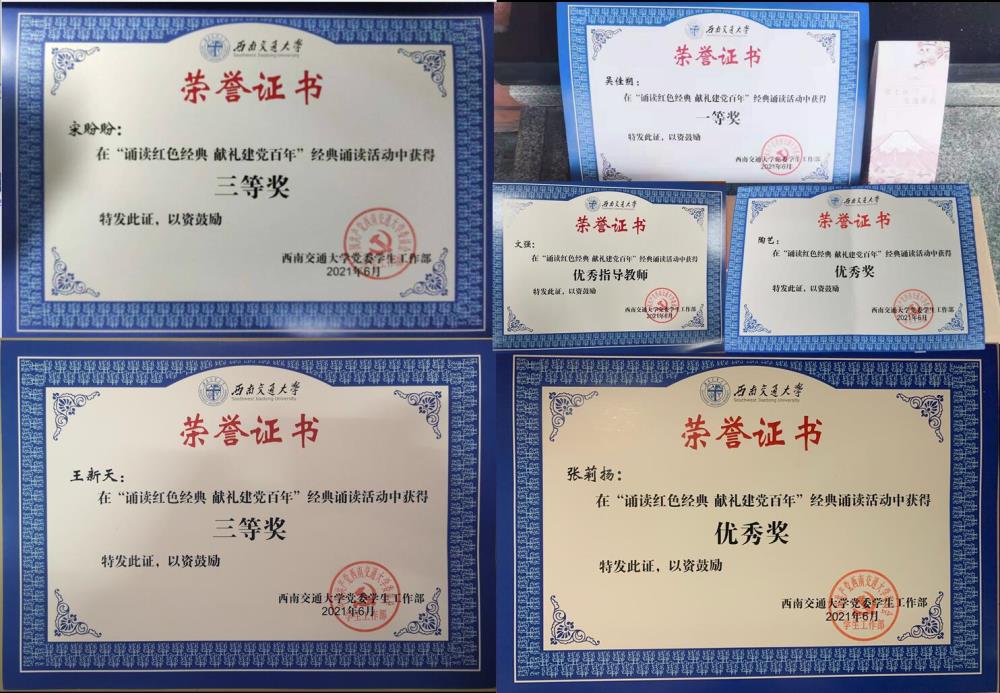 西南交通大学
Southwest Jiaotong University
荣誉证书
宋盼盼:
在“诵读红色经典 献礼建党百年”经典诵读活动中获得
三等奖
特发此证,以资鼓励
西南交通大学党委学生工作部
2021年6月
西南交通大学
荣誉证书
吴佳朔:
在“诵读红色经典 献礼建党百年”经典诵读活动中获得
一等奖
特发此证,以资鼓励
西南交通大学党委学生工作部
2021年6月
西南交通大学
荣誉证书
文强:
在“诵读红色经典 献礼建党百年”经典诵读活动中获得
优秀指导教师
特发此证,以资鼓励
西南交通大学党委学生工作部
2021年6月
西南交通大学
荣誉证书
陶艺:
在“诵读红色经典 献礼建党百年”经典诵读活动中获得
优秀奖
特发此证,以资鼓励
西南交通大学党委学生工作部
2021年6月
西南交通大学
Southwest Jiaotong University
荣誉证书
王新天:
在“诵读红色经典 献礼建党百年”经典诵读活动中获得
三等奖
特发此证,以资鼓励
西南交通大学党委学生工作部
2021年6月
西南交通大学
Southwest Jiaotong University
荣誉证书
张莉扬:
在“诵读红色经典 献礼建党百年”经典诵读活动中获得
优秀奖
特发此证,以资鼓励
西南交通大学党委学生工作部
2021年6月